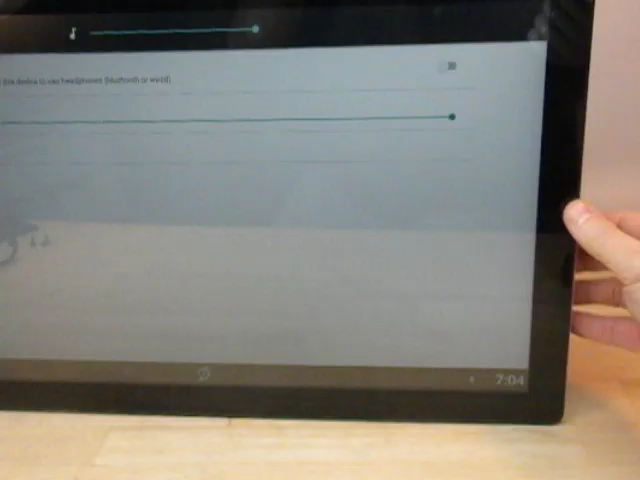 this device to use headphones (bluetooth or wired)
7:04